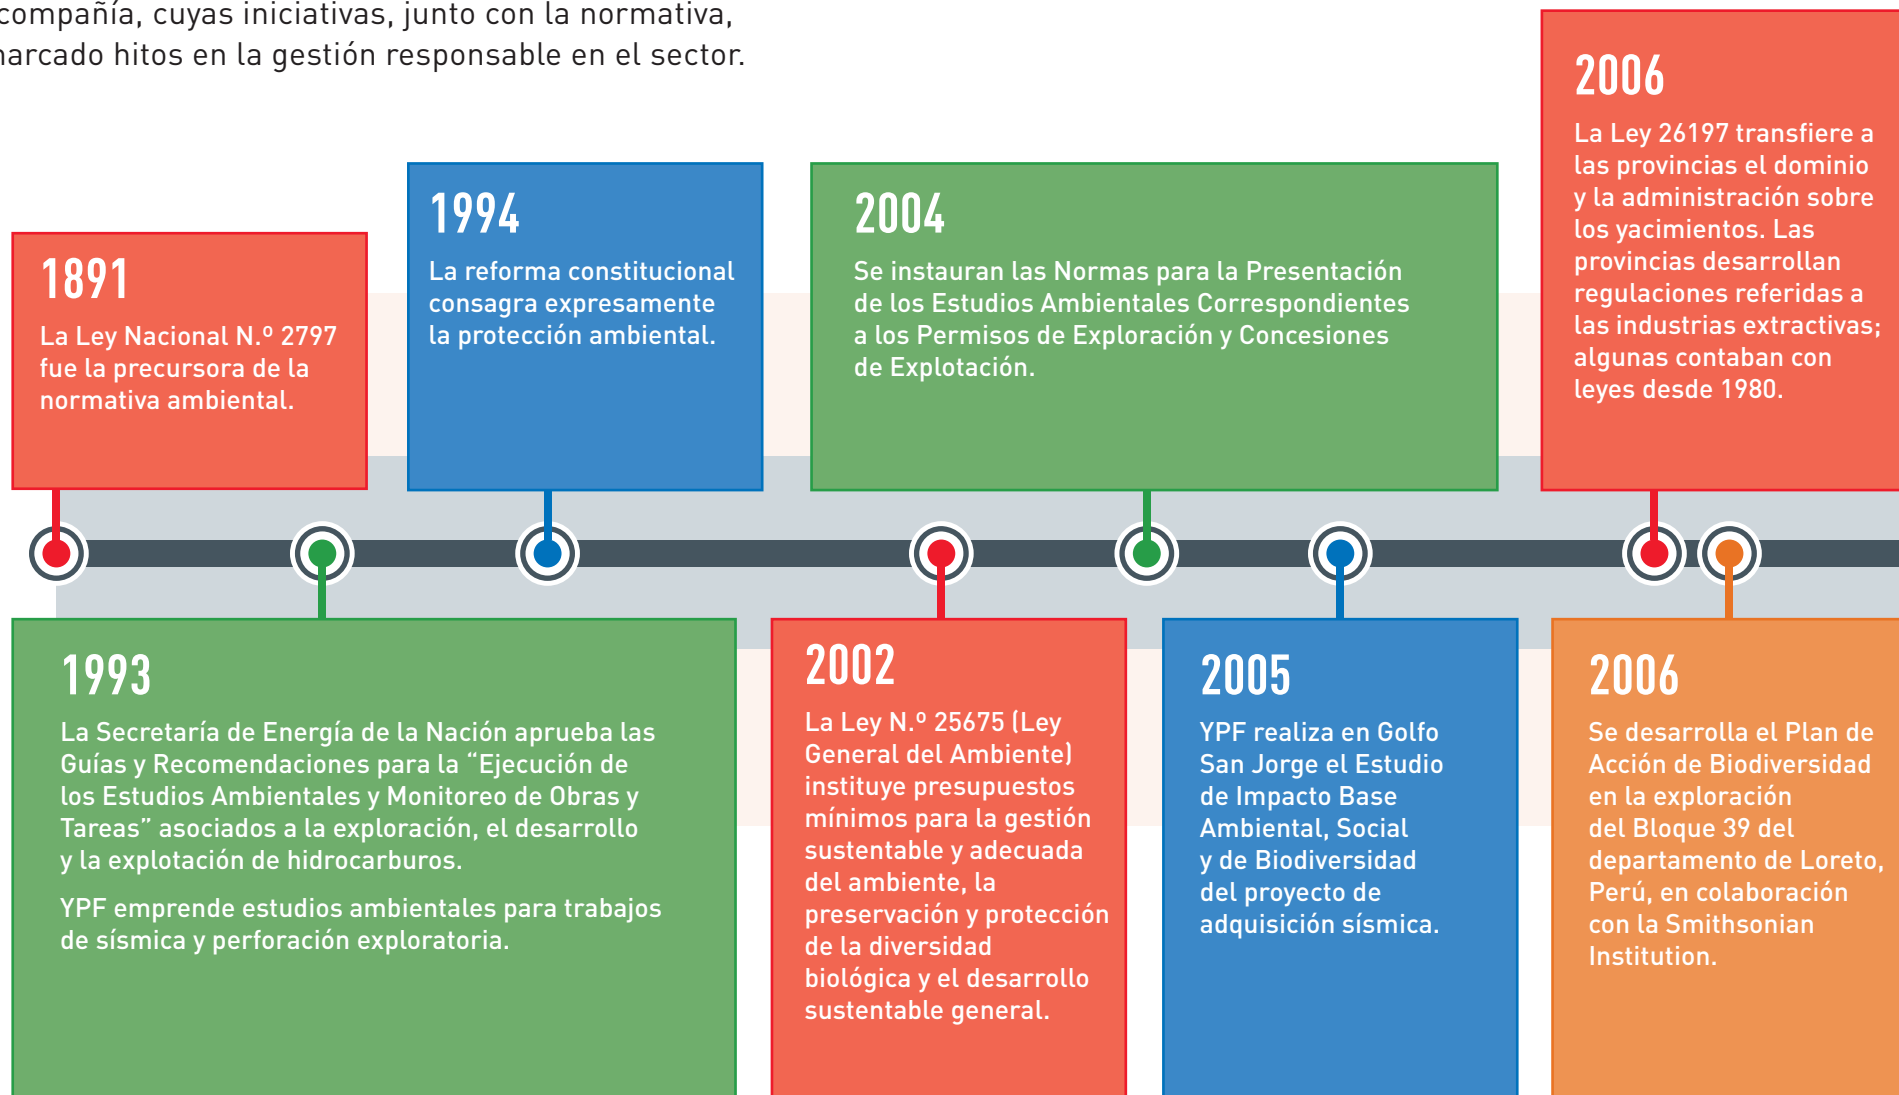 compañía, cuyas iniciativas, junto con la normativa,
marcado hitos en la gestión responsable en el sector.
1891
La Ley Nacional N.º 2797
fue la precursora de la
normativa ambiental.
1993
La Secretaría de Energía de la Nación aprueba las
Guías y Recomendaciones para la “Ejecución de
los Estudios Ambientales y Monitoreo de Obras y
Tareas” asociados a la exploración, el desarrollo
y la explotación de hidrocarburos.
YPF emprende estudios ambientales para trabajos
de sísmica y perforación exploratoria.
1994
La reforma constitucional
consagra expresamente
la protección ambiental.
2002
La Ley N.º 25675 (Ley
General del Ambiente)
instituye presupuestos
mínimos para la gestión
sustentable y adecuada
del ambiente, la
preservación y protección
de la diversidad
biológica y el desarrollo
sustentable general.
2004
Se instauran las Normas para la Presentación
de los Estudios Ambientales Correspondientes
a los Permisos de Exploración y Concesiones
de Explotación.
2005
YPF realiza en Golfo
San Jorge el Estudio
de Impacto Base
Ambiental, Social
y de Biodiversidad
del proyecto de
adquisición sísmica.
2006
La Ley 26197 transfiere a
las provincias el dominio
y la administración sobre
los yacimientos. Las
provincias desarrollan
regulaciones referidas a
las industrias extractivas;
algunas contaban con
leyes desde 1980.
2006
Se desarrolla el Plan de
Acción de Biodiversidad
en la exploración
del Bloque 39 del
departamento de Loreto,
Perú, en colaboración
con la Smithsonian
Institution.